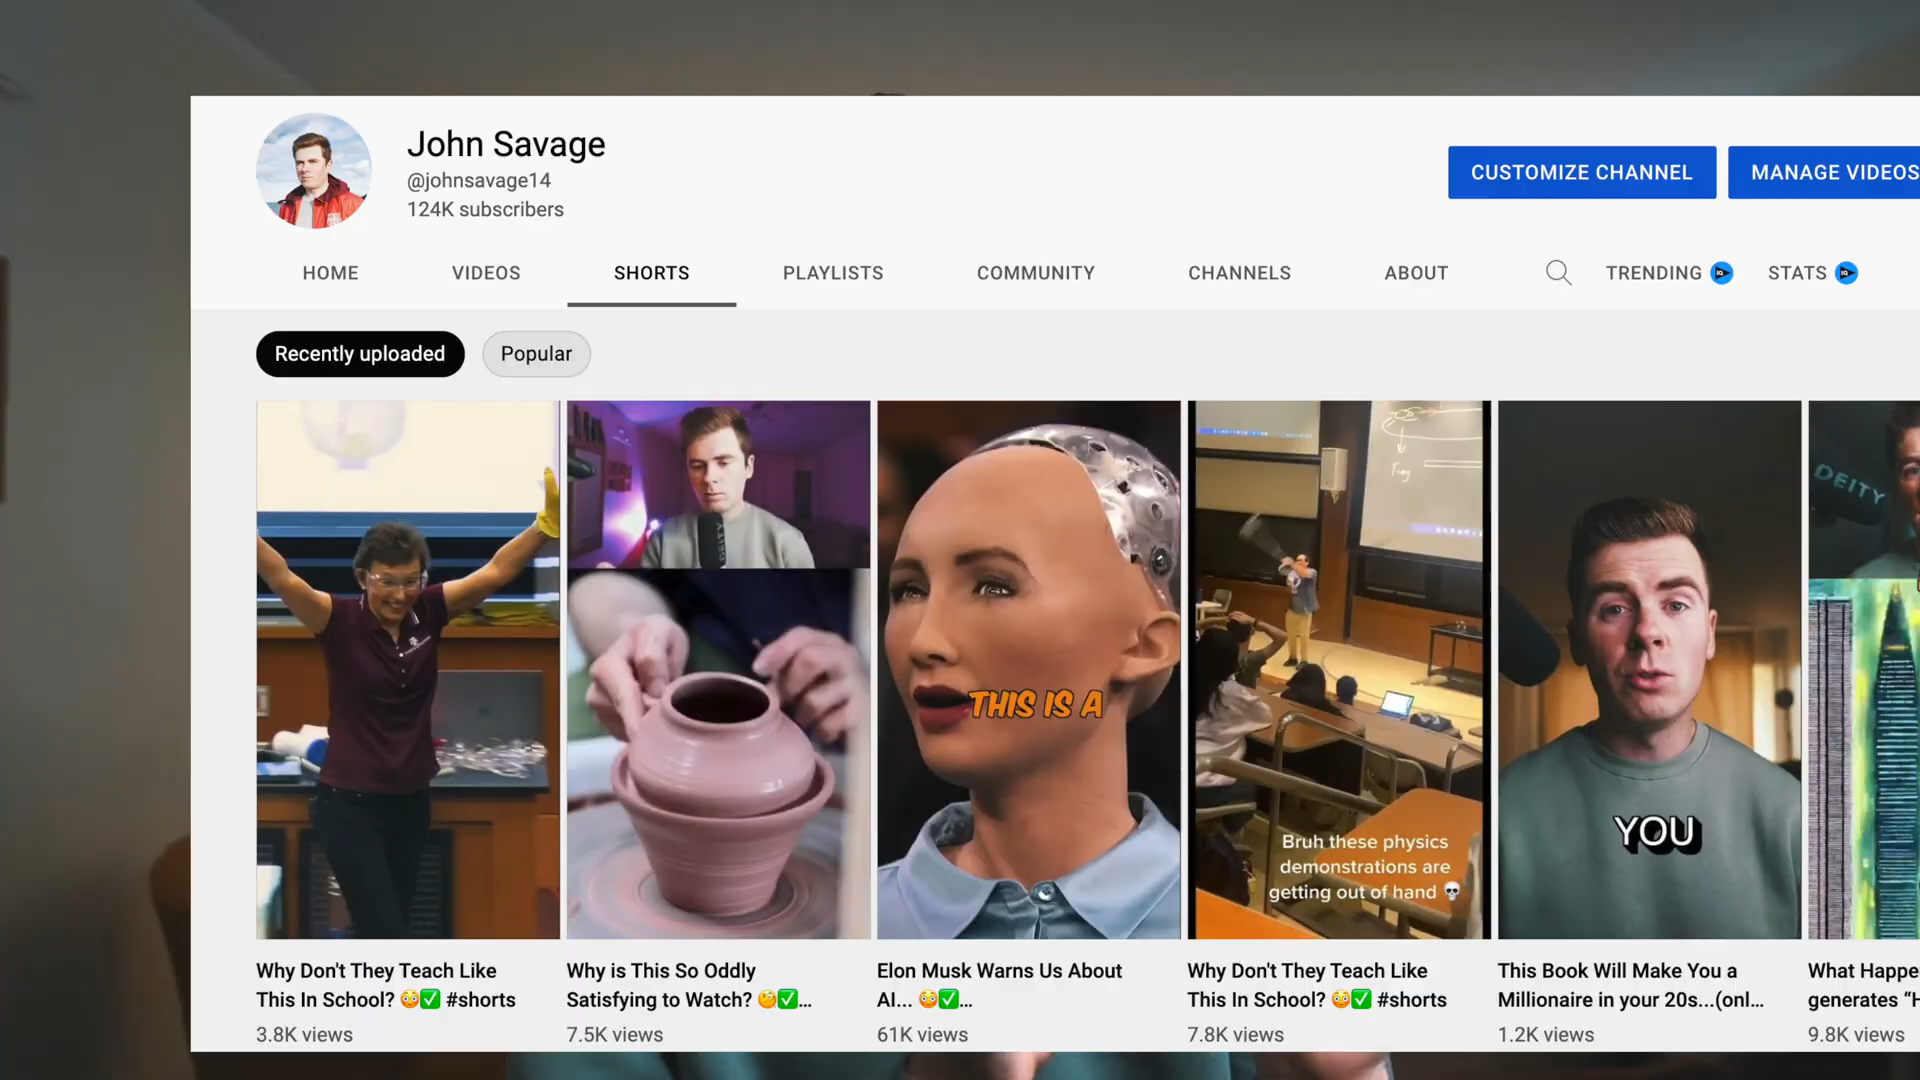 John Savage
@johnsavage14
124K subscribers
CUSTOMIZE CHANNEL
MANAGE VIDEOS
HOME
VIDEOS
SHORTS
PLAYLISTS
COMMUNITY
CHANNELS
ABOUT
TRENDING
STATS
Recently uploaded
Popular
DEITY
THIS IS A
Bruh these physics
demonstrations are
getting out of hand 💀
YOU
DEITY
Why Don't They Teach Like
This In School? 😳✅ #shorts
3.8K views
Why is This So Oddly
Satisfying to Watch? 🧐✅...
7.5K views
Elon Musk Warns Us About
AI... 😳✅...
61K views
Why Don't They Teach Like
This In School? 😳✅ #shorts
7.8K views
This Book Will Make You a
Millionaire in your 20s...(onl...
1.2K views
What Happe
generates “H
9.8K views